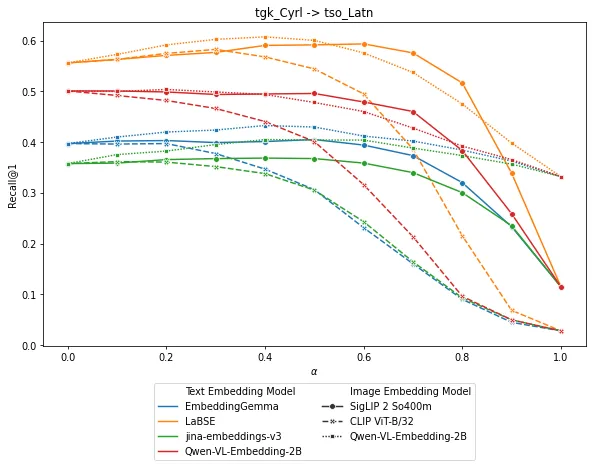 tgk_Cyrl -> tso_Latn
Recall@1
0.6
0.5
0.4
0.3
0.2
0.1
0.0
0.0 0.2 0.4 0.6 0.8 1.0
α
Text Embedding Model Image Embedding Model
EmbeddingGemma SigLIP 2 So400m
LaBSE CLIP ViT-B/32
jina-embeddings-v3 Qwen-VL-Embedding-2B
Qwen-VL-Embedding-2B